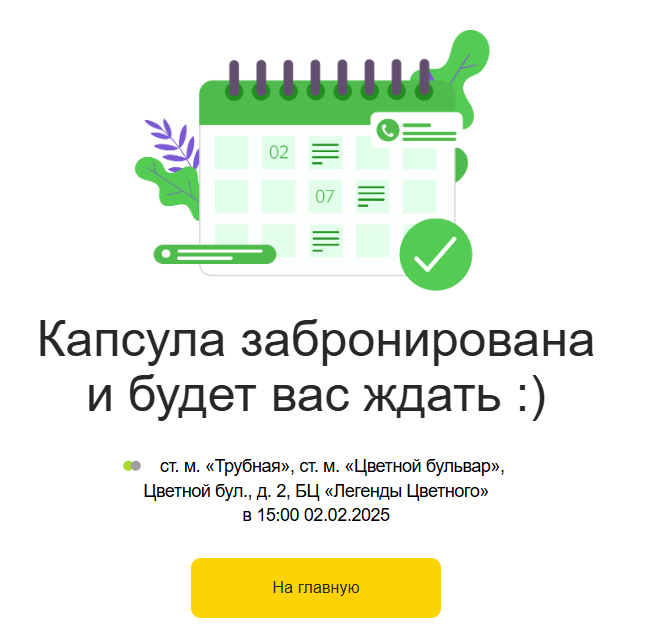 02
07
Капсула забронирована
и будет вас ждать :)
ст. м. «Трубная», ст. м. «Цветной бульвар»,
Цветной бул., д. 2, БЦ «Легенды Цветного»
в 15:00 02.02.2025
На главную